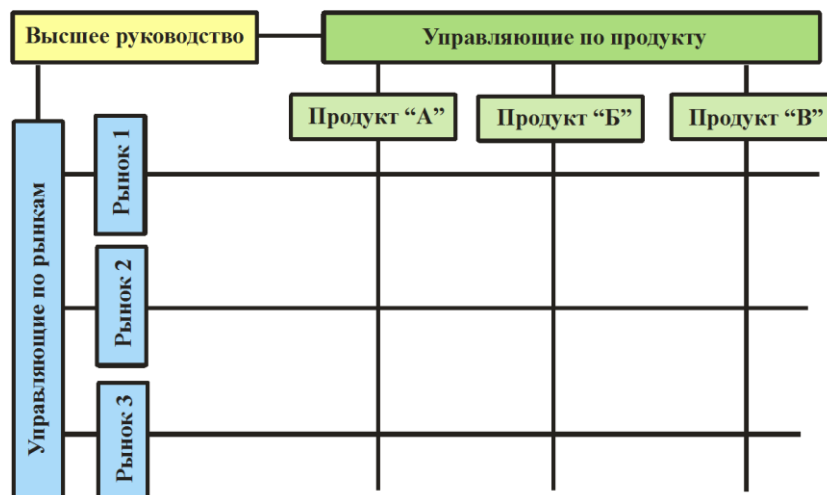 Высшее руководство
Управляющие по продукту
Продукт “А”
Продукт “Б”
Продукт “В”
Управляющие по рынкам
Рынок 1
Рынок 2
Рынок 3